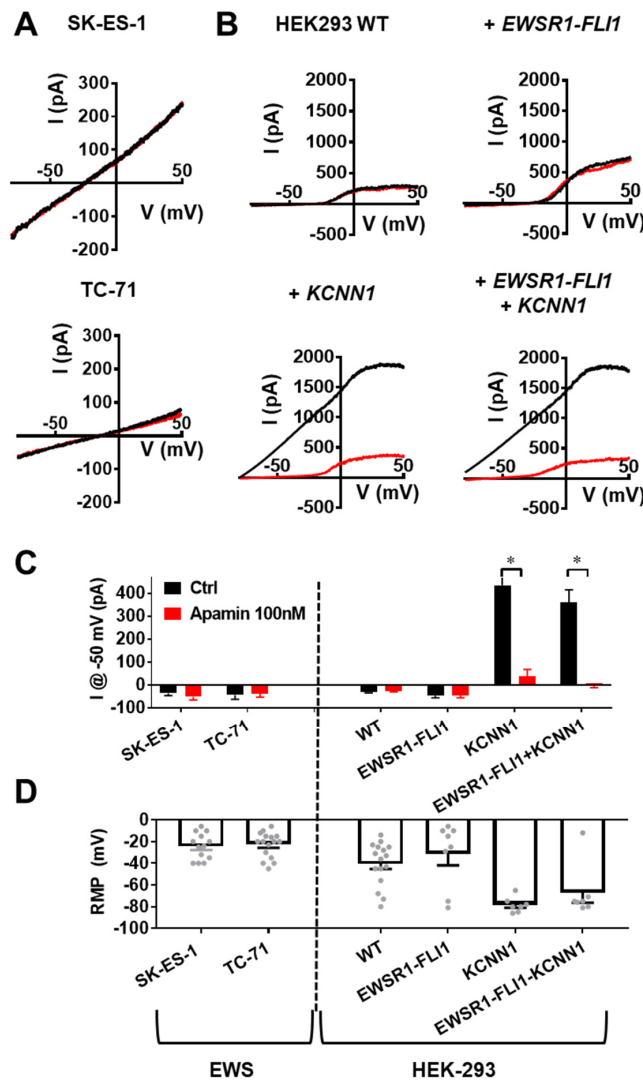 A
SK-ES-1
I (pA)
300
200
100
-50
50
-100
-200
V (mV)
TC-71
I (pA)
300
200
100
-50
50
-100
-200
V (mV)
B
HEK293 WT
I (pA)
2000
1500
1000
500
-50
50
-500
V (mV)
+ EWSR1-FLI1
I (pA)
2000
1500
1000
500
-50
50
-500
V (mV)
+ KCNN1
I (pA)
2000
1500
1000
500
-50
50
-500
V (mV)
+ EWSR1-FLI1
+ KCNN1
I (pA)
2000
1500
1000
500
-50
50
-500
V (mV)
C
I @ -50 mV (pA)
400
300
200
100
0
-100
Ctrl
Apamin 100nM
*
*
SK-ES-1
TC-71
WT
EWSR1-FLI1
KCNN1
EWSR1-FLI1+KCNN1
D
RMP (mV)
0
-20
-40
-60
-80
-100
SK-ES-1
TC-71
WT
EWSR1-FLI1
KCNN1
EWSR1-FLI1-KCNN1
EWS
HEK-293